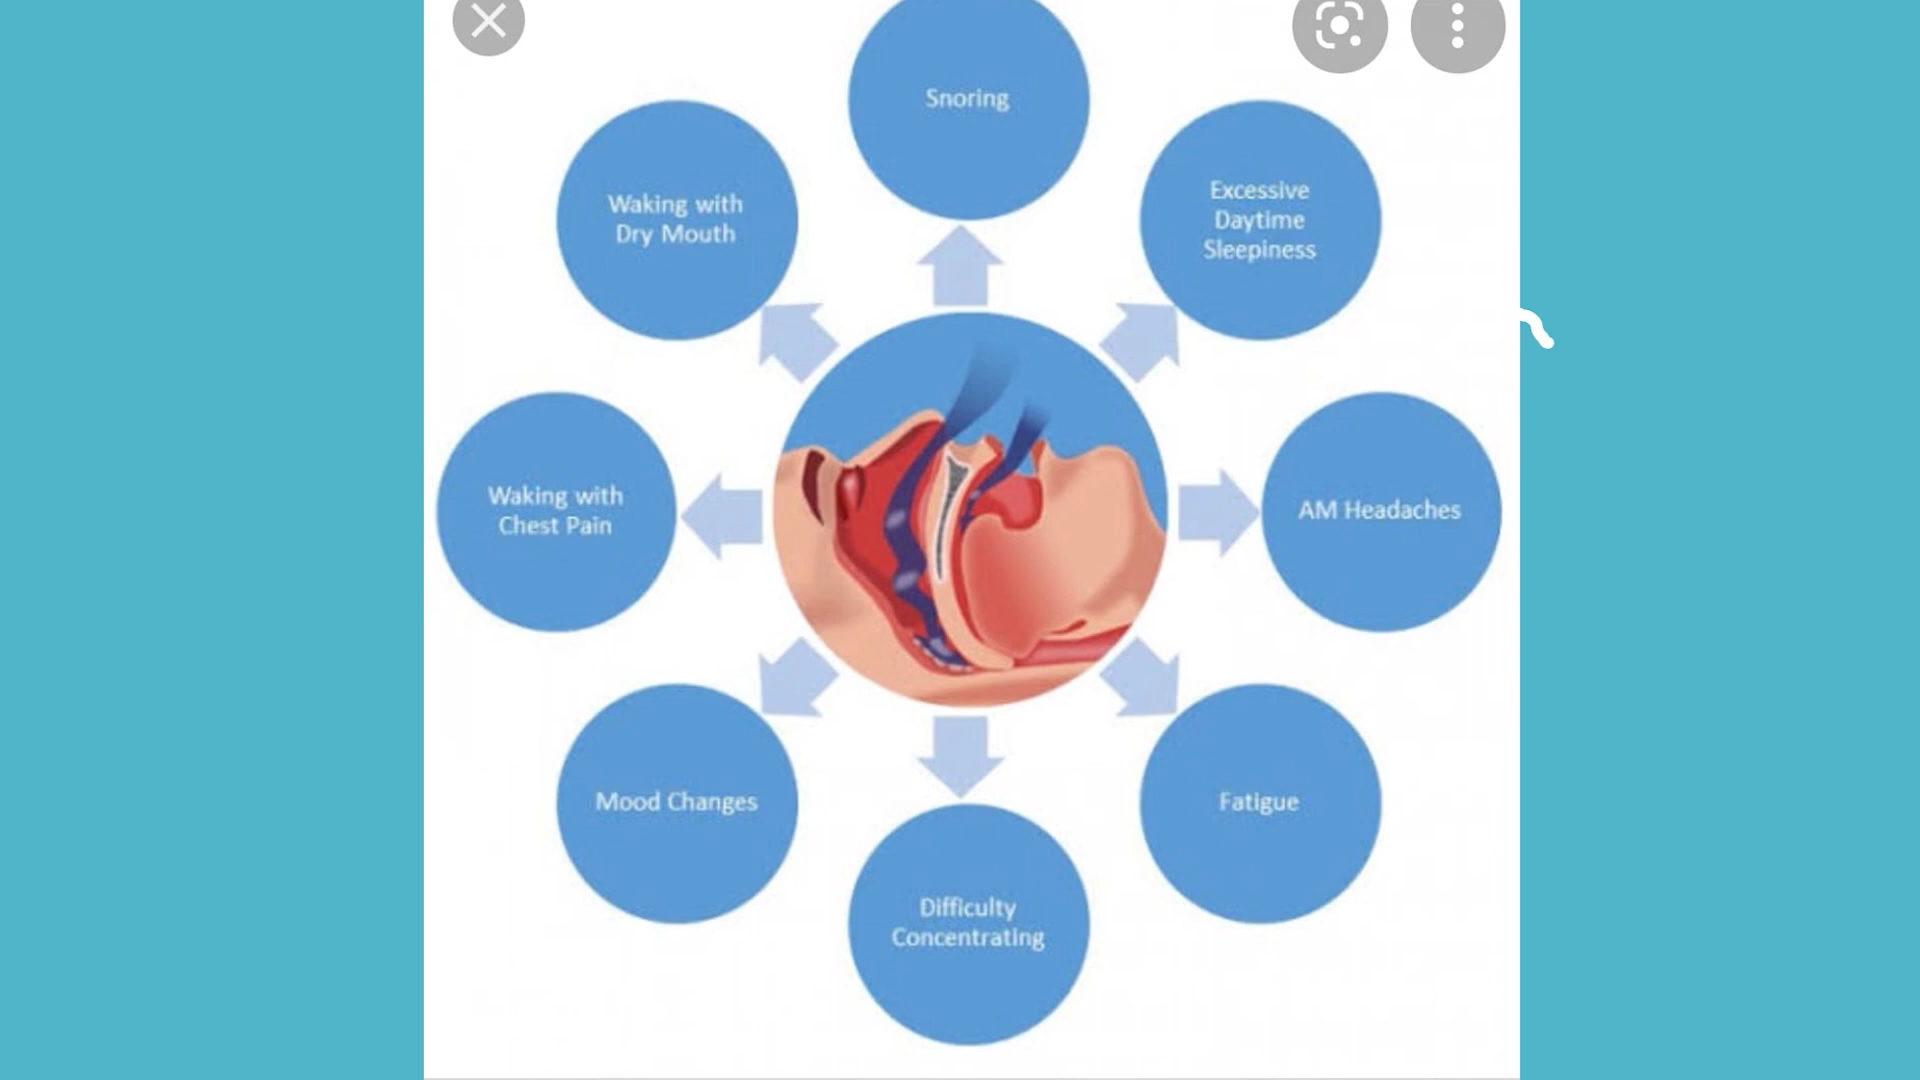 Snoring
Excessive
Daytime
Sleepiness
AM Headaches
Fatigue
Difficulty
Concentrating
Mood Changes
Waking with
Chest Pain
Waking with
Dry Mouth